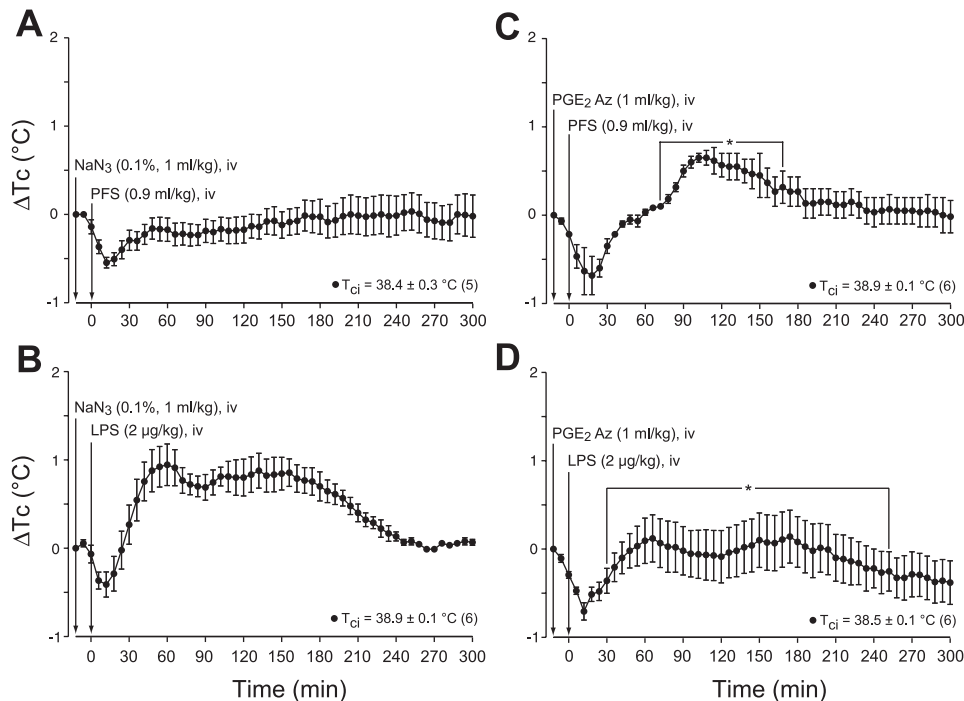 A
2
1
0
-1
ΔTc (°C)
NaN3 (0.1%, 1 ml/kg), iv
PFS (0.9 ml/kg), iv
● Tci = 38.4 ± 0.3 °C (5)
0 30 60 90 120 150 180 210 240 270 300
B
2
1
0
-1
ΔTc (°C)
NaN3 (0.1%, 1 ml/kg), iv
LPS (2 µg/kg), iv
● Tci = 38.9 ± 0.1 °C (6)
0 30 60 90 120 150 180 210 240 270 300
Time (min)
C
2
1
0
-1
PGE2 Az (1 ml/kg), iv
PFS (0.9 ml/kg), iv
*
● Tci = 38.9 ± 0.1 °C (6)
0 30 60 90 120 150 180 210 240 270 300
D
2
1
0
-1
PGE2 Az (1 ml/kg), iv
LPS (2 µg/kg), iv
*
● Tci = 38.5 ± 0.1 °C (6)
0 30 60 90 120 150 180 210 240 270 300
Time (min)